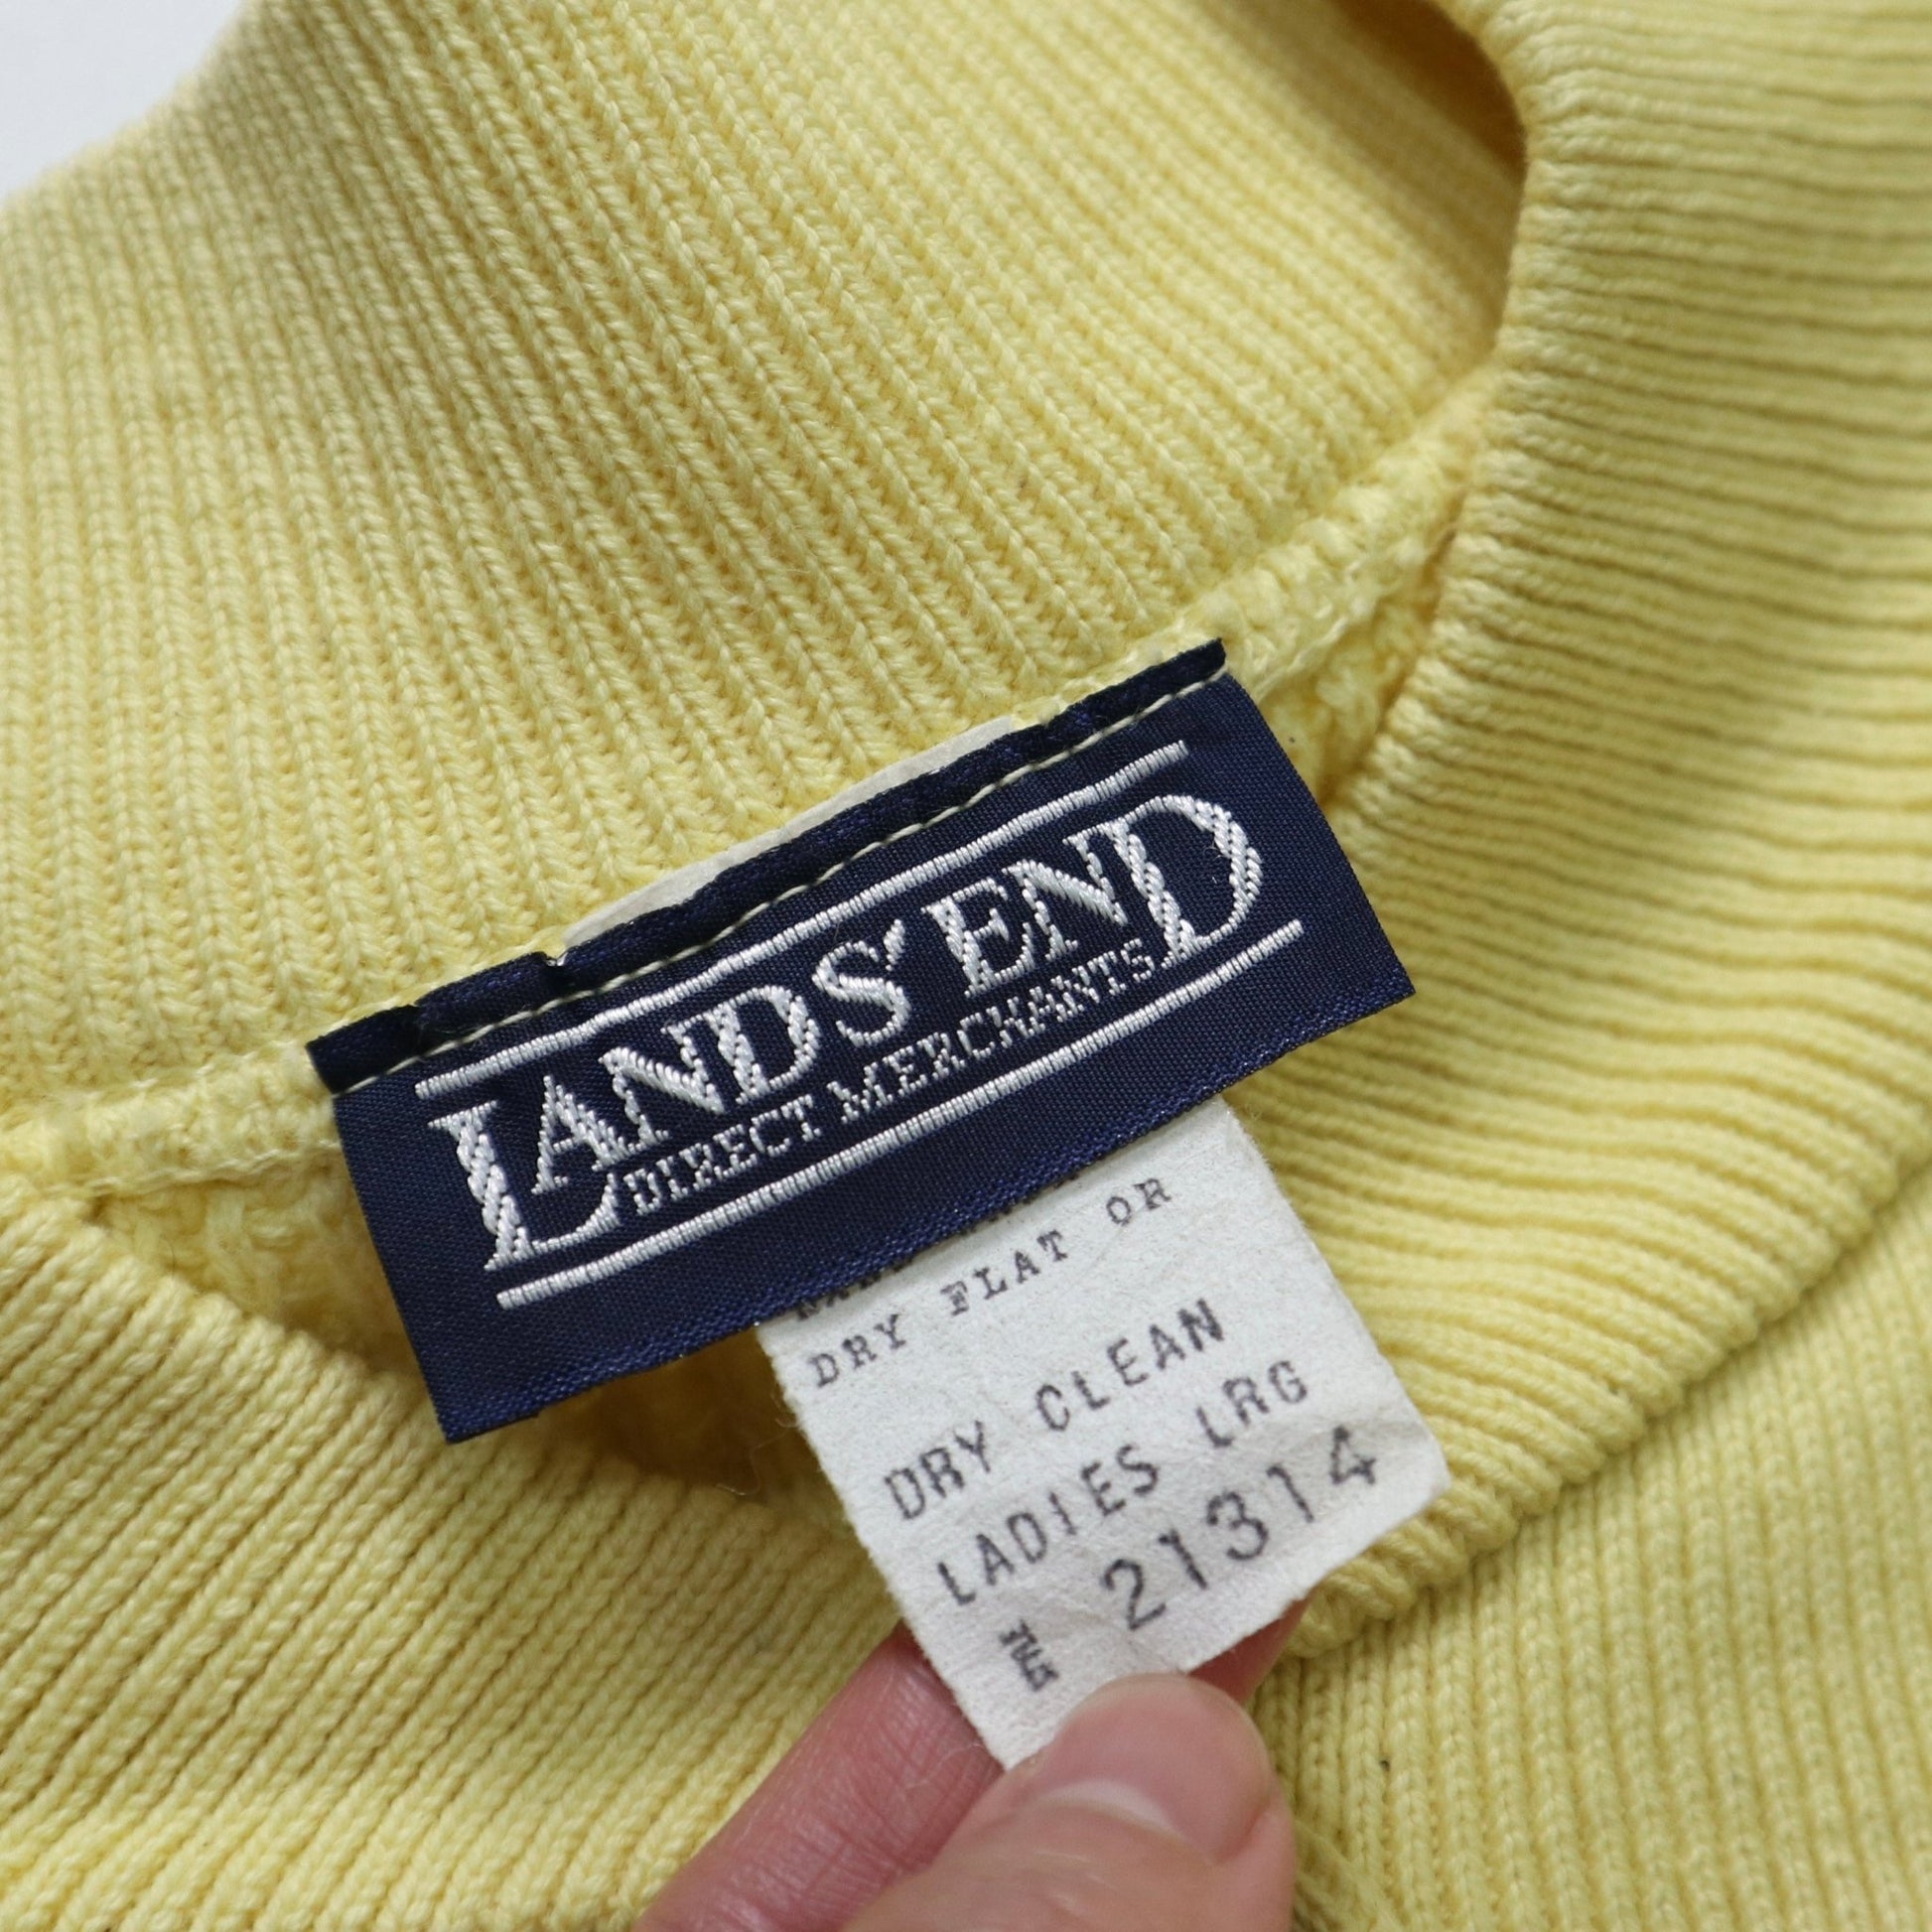 LANDS' END
DIRECT MERCHANTS
DRY FLAT OR
DRY CLEAN
LADIES LRG
21314